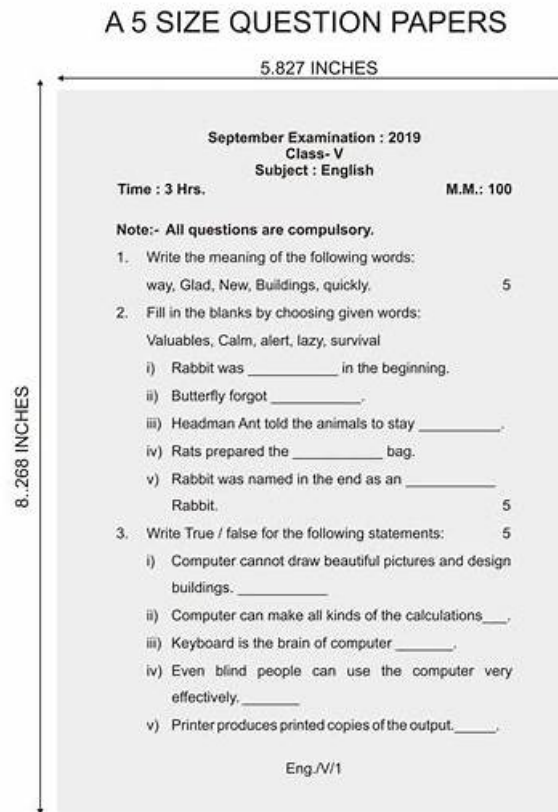 A 5 SIZE QUESTION PAPERS
5.827 INCHES
8..268 INCHES
September Examination : 2019
Class- V
Subject : English
Time : 3 Hrs. M.M.: 100
Note:- All questions are compulsory.
1. Write the meaning of the following words:
way, Glad, New, Buildings, quickly. 5
2. Fill in the blanks by choosing given words:
Valuables, Calm, alert, lazy, survival
i) Rabbit was ____________ in the beginning.
ii) Butterfly forgot ____________.
iii) Headman Ant told the animals to stay ___________.
iv) Rats prepared the ____________ bag.
v) Rabbit was named in the end as an ____________
Rabbit. 5
3. Write True / false for the following statements: 5
i) Computer cannot draw beautiful pictures and design
buildings. ____________
ii) Computer can make all kinds of the calculations___.
iii) Keyboard is the brain of computer ________.
iv) Even blind people can use the computer very
effectively. ________
v) Printer produces printed copies of the output._____.
Eng./V/1